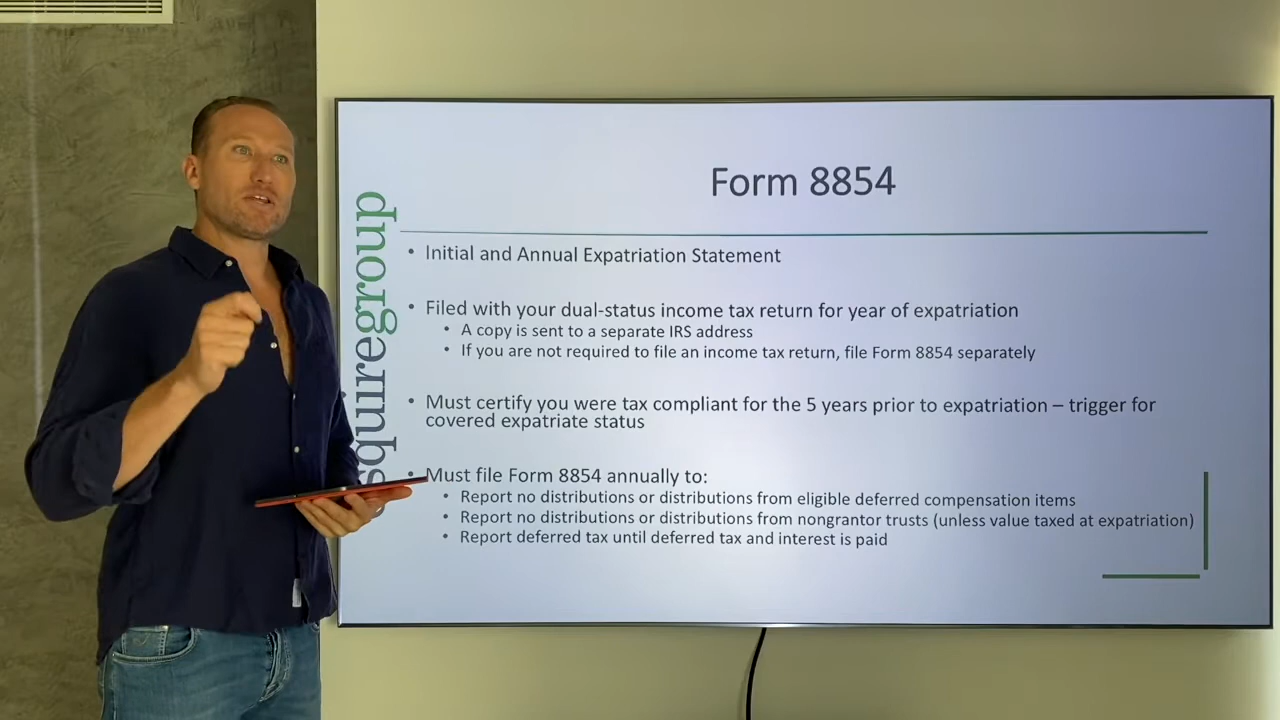 Form 8854
squiregroup
• Initial and Annual Expatriation Statement
• Filed with your dual-status income tax return for year of expatriation
• A copy is sent to a separate IRS address
• If you are not required to file an income tax return, file Form 8854 separately
• Must certify you were tax compliant for the 5 years prior to expatriation – trigger for
covered expatriate status
• Must file Form 8854 annually to:
• Report no distributions or distributions from eligible deferred compensation items
• Report no distributions or distributions from nongrantor trusts (unless value taxed at expatriation)
• Report deferred tax until deferred tax and interest is paid